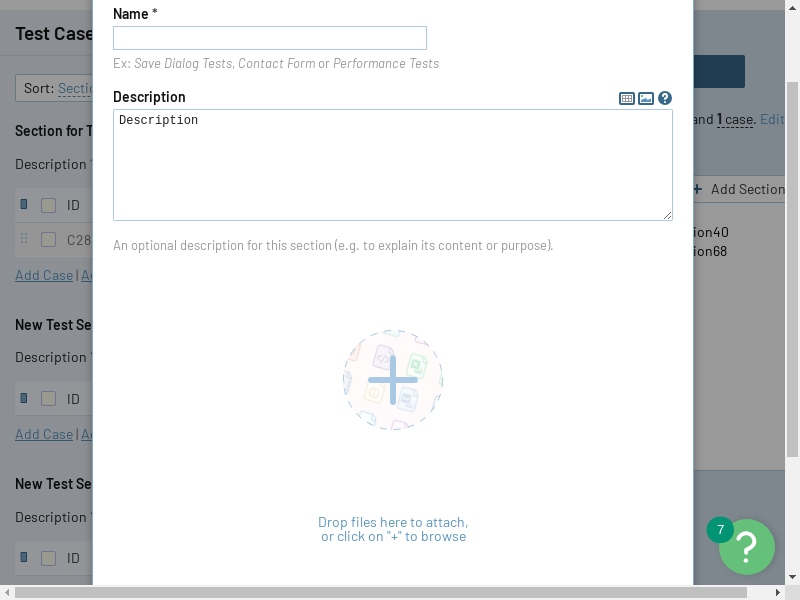 Test Case
Name *
Ex: Save Dialog Tests, Contact Form or Performance Tests
Sort: Sectio
and 1 case. Edit
Description
Description
Section for T
Description
Add Section
ID
ion40
C28
An optional description for this section (e.g. to explain its content or purpose).
ion68
Add Case | A
New Test Se
Description
ID
Add Case | A
New Test Se
Drop files here to attach,
or click on "+" to browse
Description
7
ID